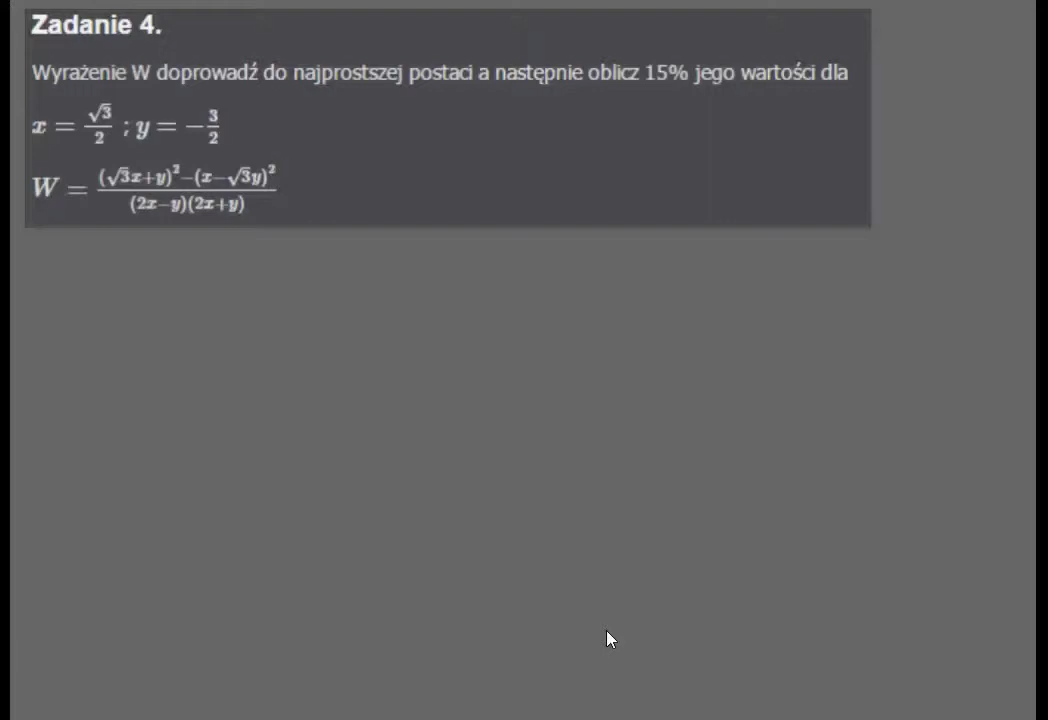 Zadanie 4.
Wyrażenie W doprowadź do najprostszej postaci a następnie oblicz 15% jego wartości dla
x = √3/2 ; y = −3/2
W = (√3x+y)²−(x−√3y)² / (2x−y)(2x+y)